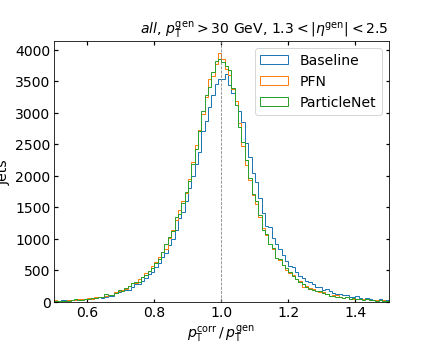 all, p_T^gen > 30 GeV, 1.3 < |η^gen| < 2.5
4000
3500
3000
2500
2000
1500
1000
500
0
Jets
Baseline
PFN
ParticleNet
0.6 0.8 1.0 1.2 1.4
p_T^corr / p_T^gen